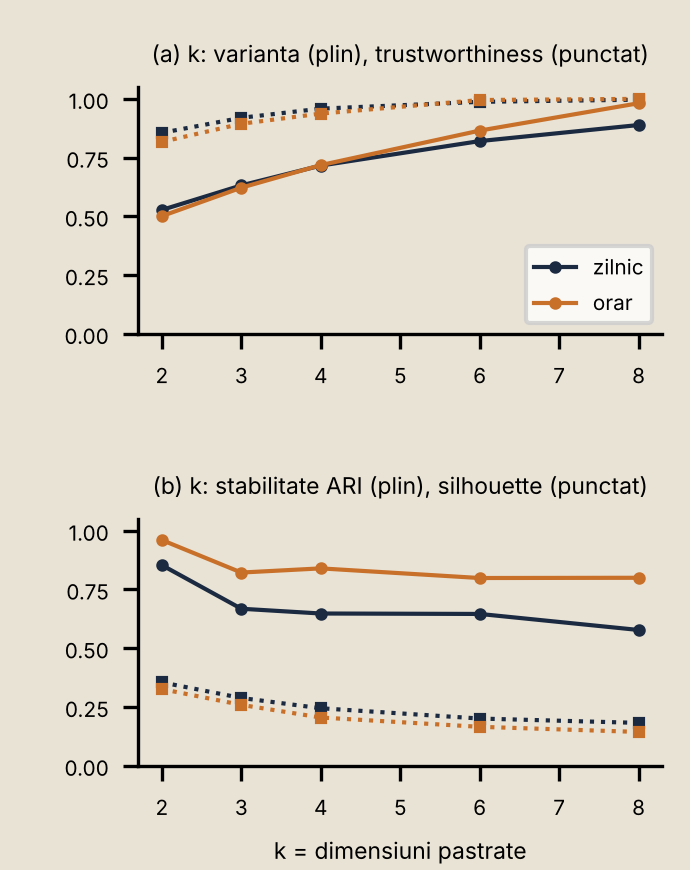 (a) k: varianta (plin), trustworthiness (punctat)
1.00
0.75
0.50
0.25
0.00
zilnic
orar
2 3 4 5 6 7 8
(b) k: stabilitate ARI (plin), silhouette (punctat)
1.00
0.75
0.50
0.25
0.00
2 3 4 5 6 7 8
k = dimensiuni pastrate